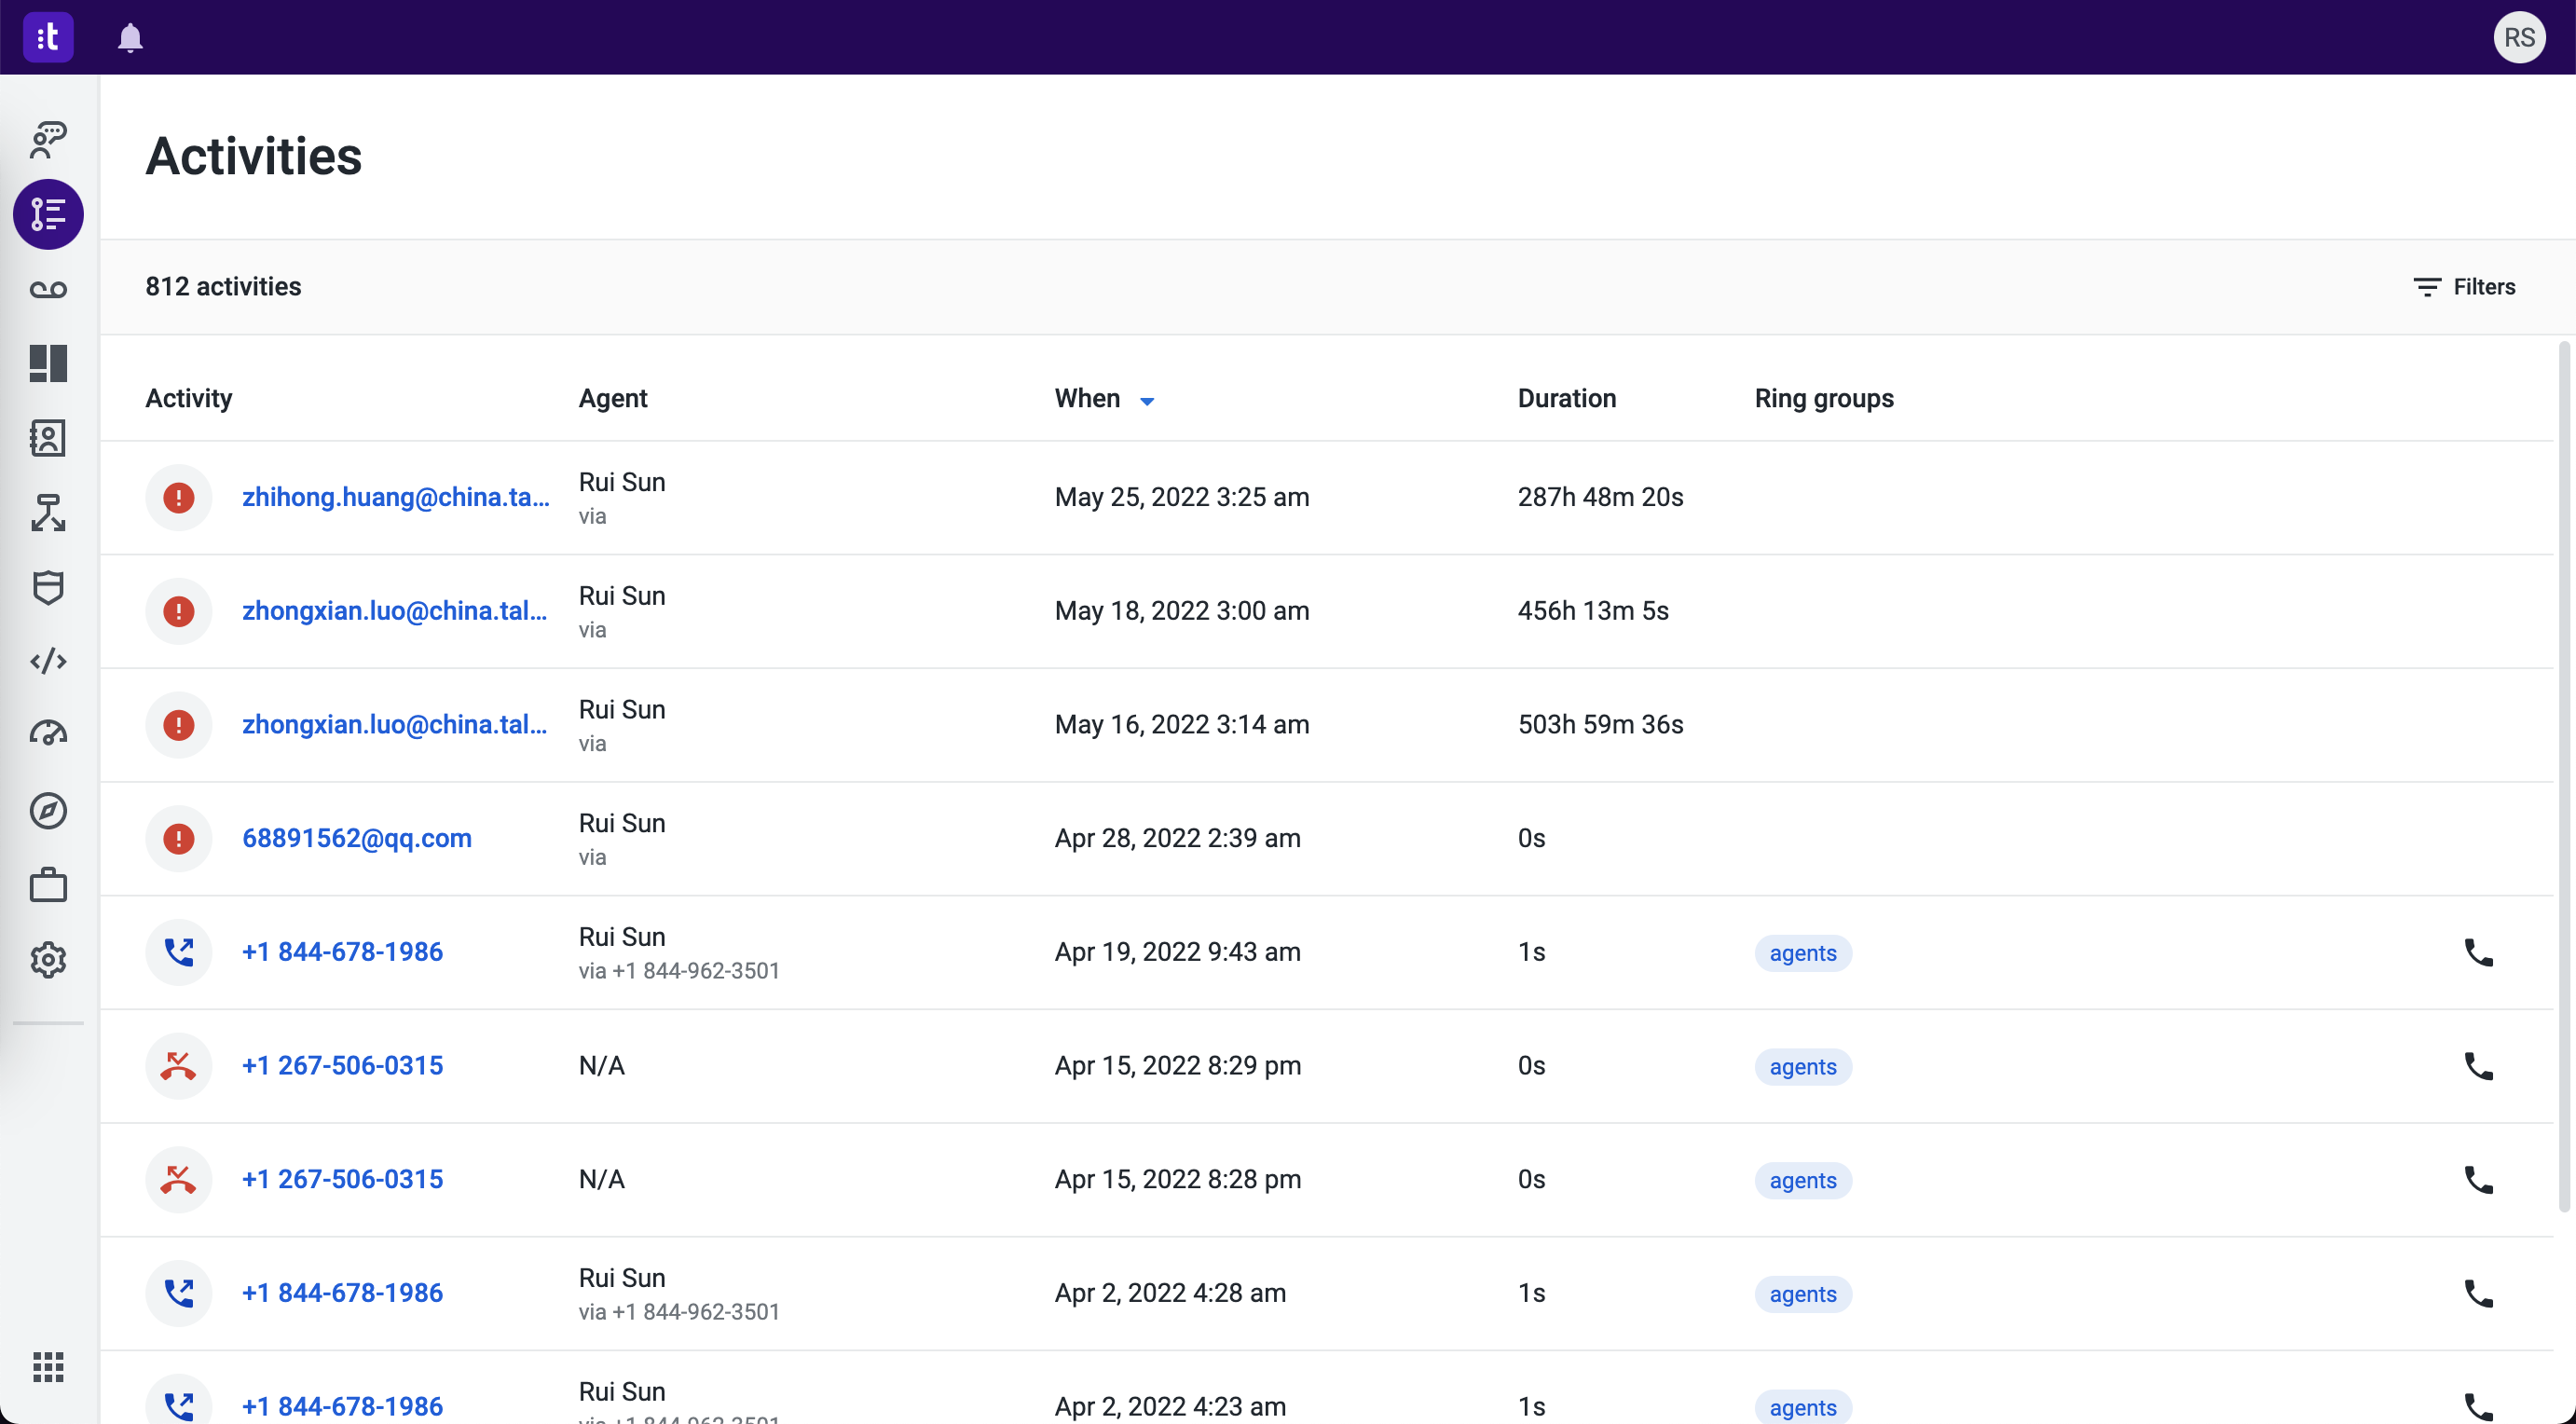 :t
RS
Activities
812 activities
Filters
Activity Agent When Duration Ring groups
zhihong.huang@china.ta... Rui Sun May 25, 2022 3:25 am 287h 48m 20s
via
zhongxian.luo@china.tal... Rui Sun May 18, 2022 3:00 am 456h 13m 5s
via
zhongxian.luo@china.tal... Rui Sun May 16, 2022 3:14 am 503h 59m 36s
via
68891562@qq.com Rui Sun Apr 28, 2022 2:39 am 0s
via
+1 844-678-1986 Rui Sun Apr 19, 2022 9:43 am 1s agents
via +1 844-962-3501
+1 267-506-0315 N/A Apr 15, 2022 8:29 pm 0s agents
+1 267-506-0315 N/A Apr 15, 2022 8:28 pm 0s agents
+1 844-678-1986 Rui Sun Apr 2, 2022 4:28 am 1s agents
via +1 844-962-3501
+1 844-678-1986 Rui Sun Apr 2, 2022 4:23 am 1s agents
via +1 844-962-3501